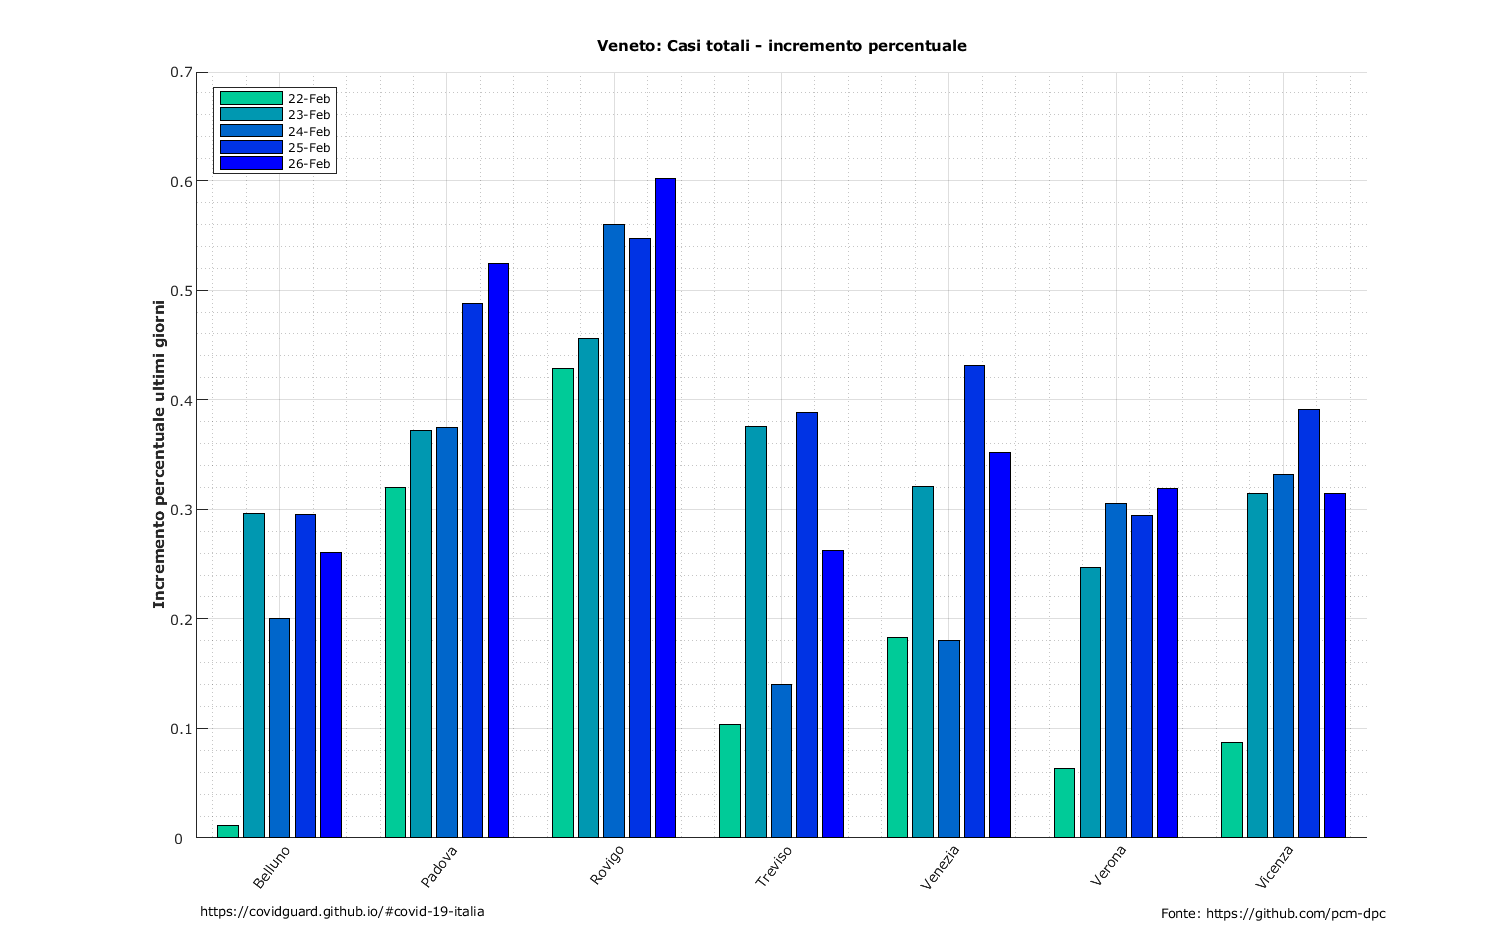 Veneto: Casi totali - incremento percentuale
Incremento percentuale ultimi giorni
0.7
0.6
0.5
0.4
0.3
0.2
0.1
0
22-Feb
23-Feb
24-Feb
25-Feb
26-Feb
Belluno
Padova
Rovigo
Treviso
Venezia
Verona
Vicenza
https://covidguard.github.io/#covid-19-italia
Fonte: https://github.com/pcm-dpc